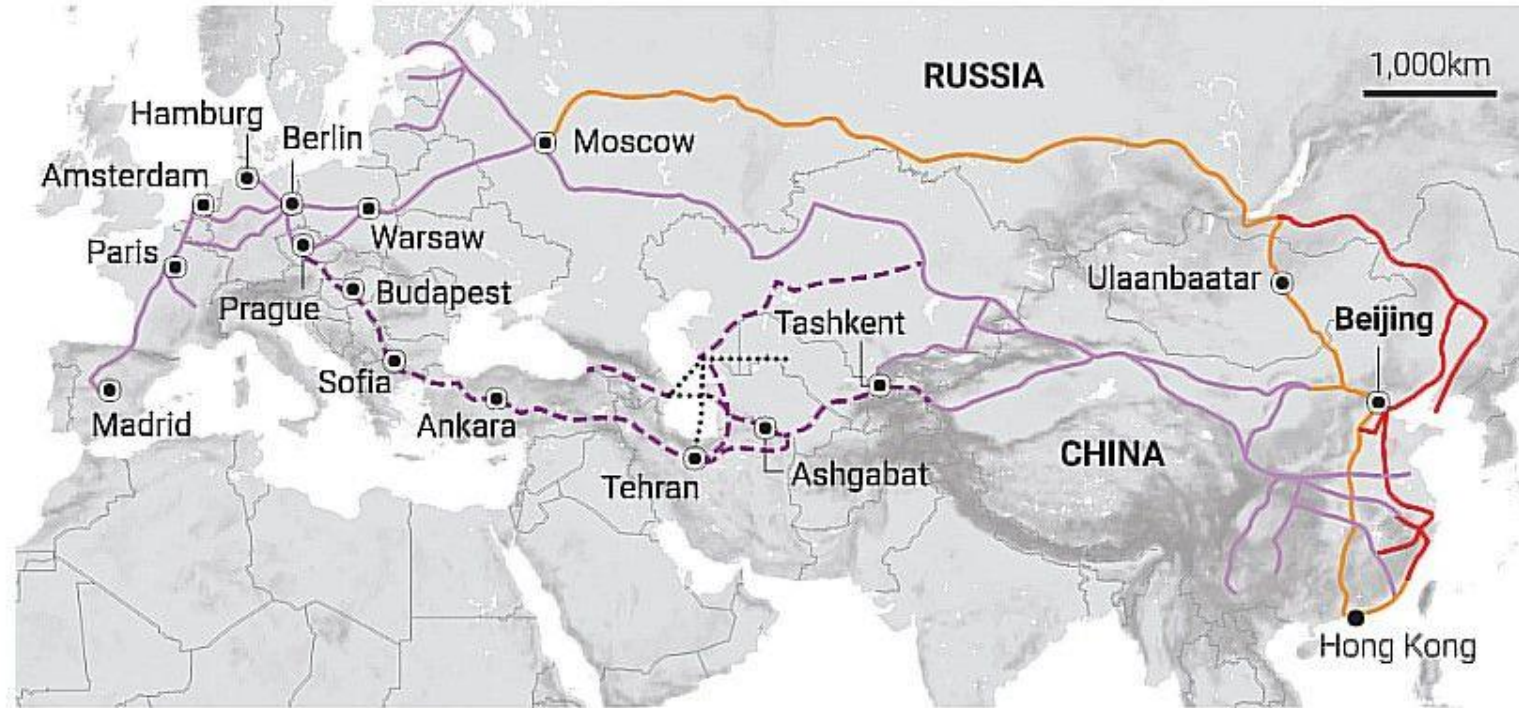 RUSSIA
1,000km
Hamburg
Berlin
Moscow
Amsterdam
Warsaw
Paris
Ulaanbaatar
Prague
Budapest
Tashkent
Beijing
Sofia
Madrid
Ankara
CHINA
Tehran
Ashgabat
Hong Kong